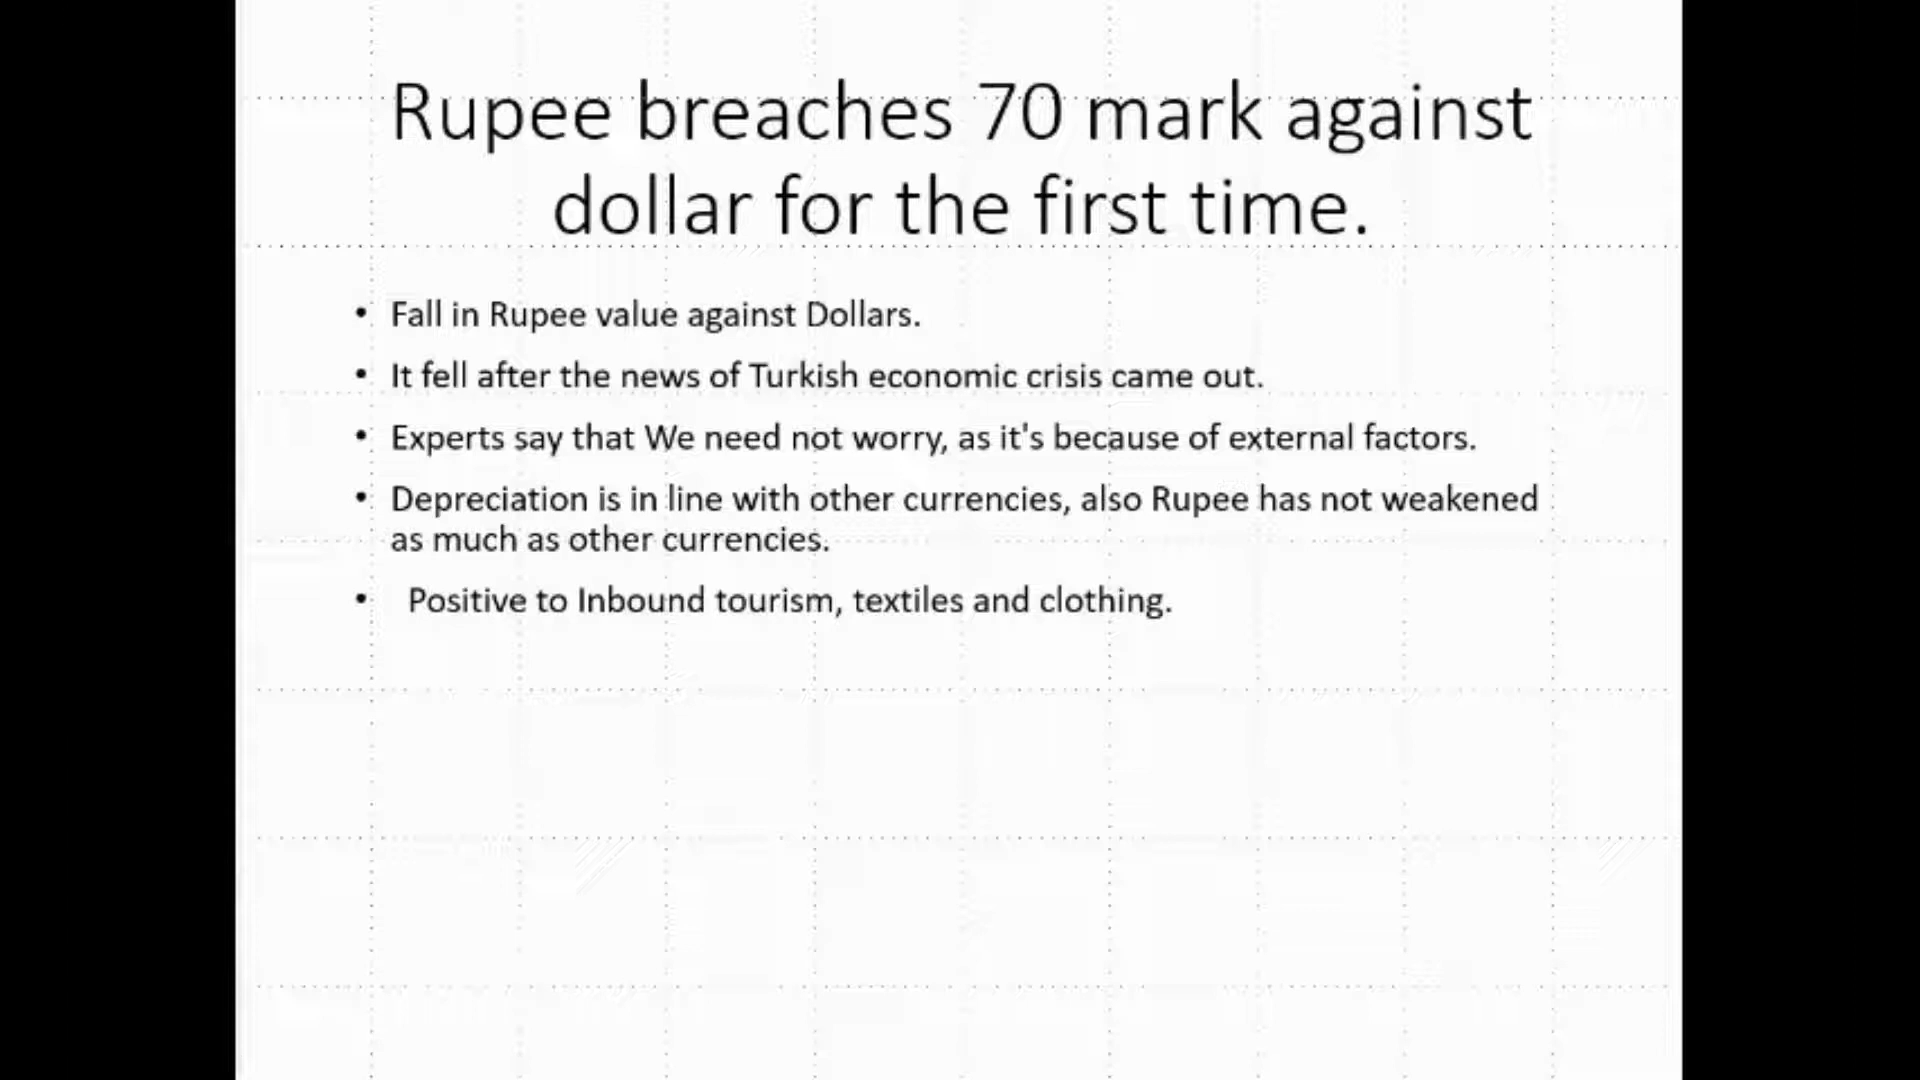 Rupee breaches 70 mark against
dollar for the first time.
• Fall in Rupee value against Dollars.
• It fell after the news of Turkish economic crisis came out.
• Experts say that We need not worry, as it's because of external factors.
• Depreciation is in line with other currencies, also Rupee has not weakened
as much as other currencies.
• Positive to Inbound tourism, textiles and clothing.